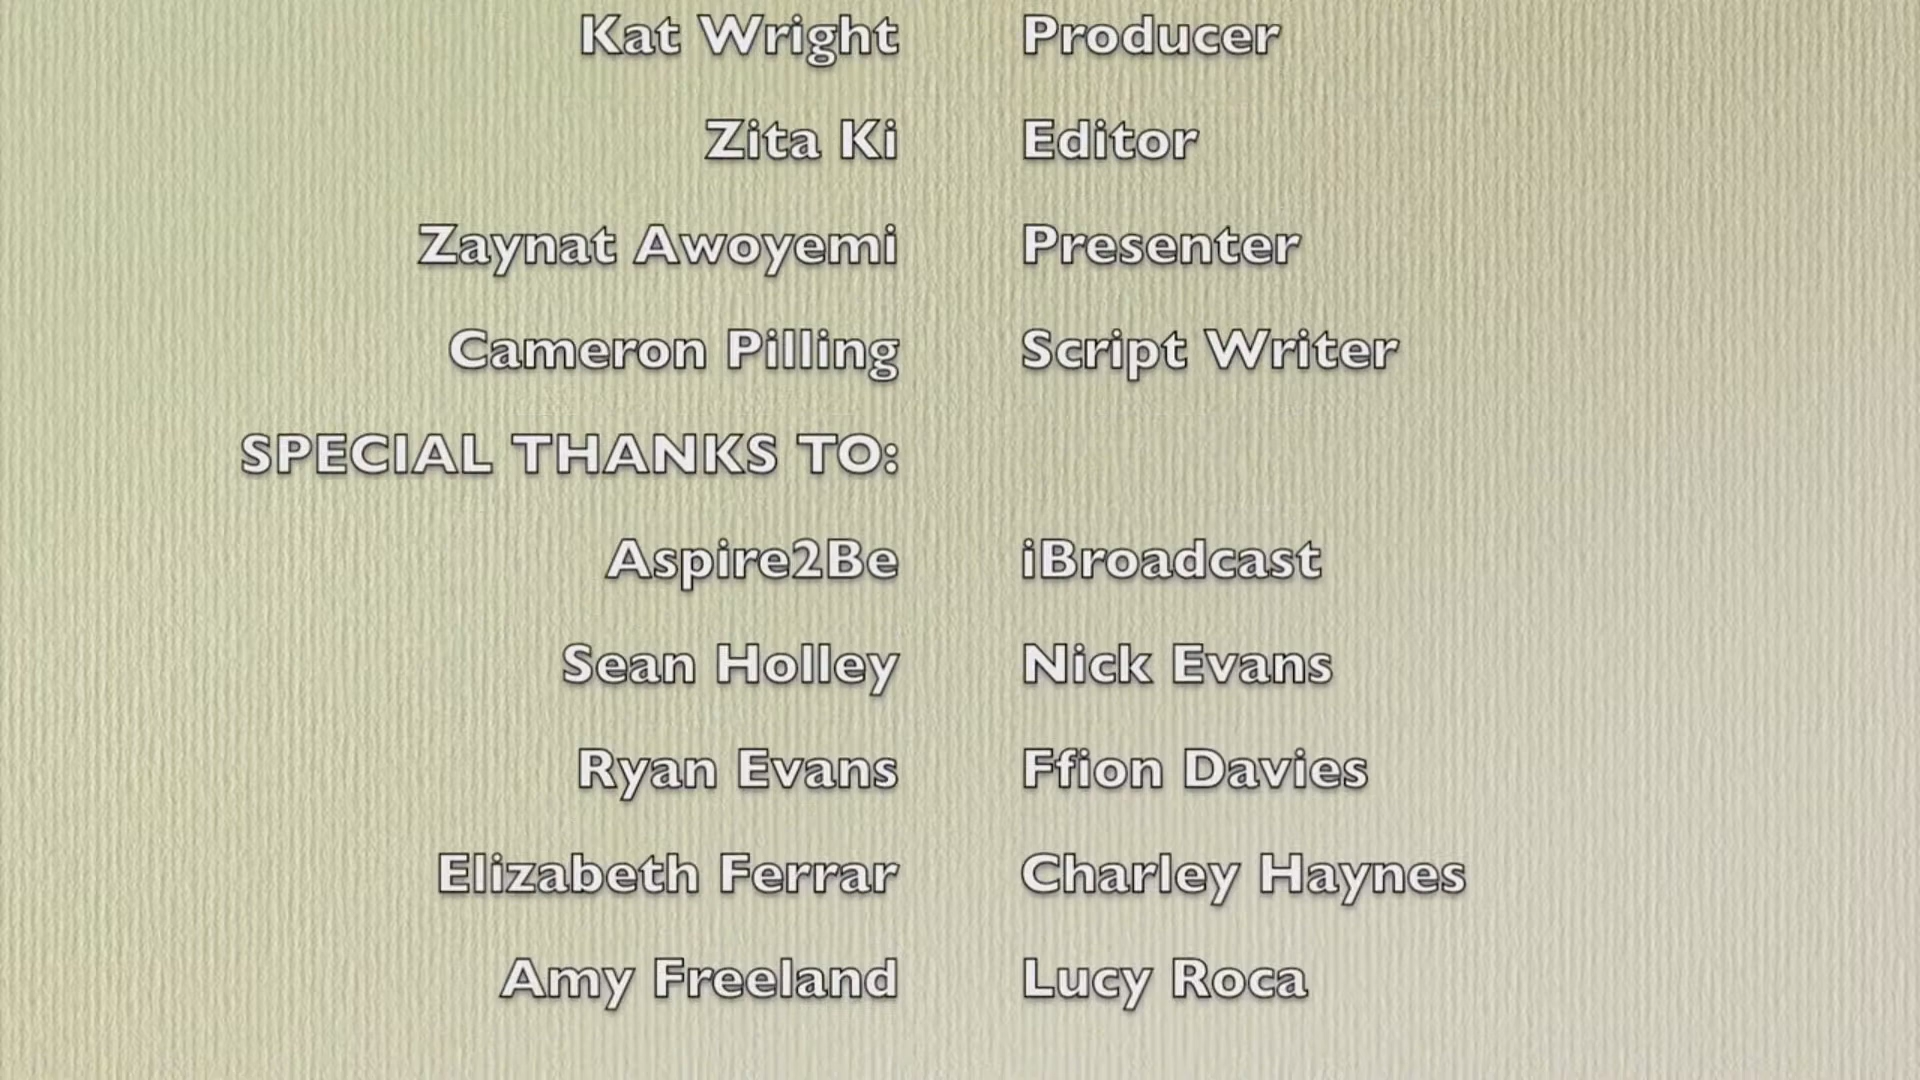 Kat Wright Producer
Zita Ki Editor
Zaynat Awoyemi Presenter
Cameron Pilling Script Writer
SPECIAL THANKS TO:
Aspire2Be iBroadcast
Sean Holley Nick Evans
Ryan Evans Ffion Davies
Elizabeth Ferrar Charley Haynes
Amy Freeland Lucy Roca